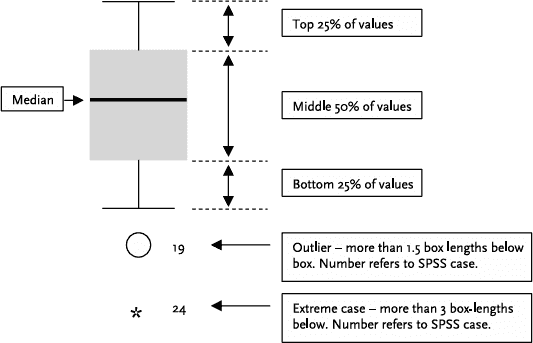 Top 25% of values
Median
Middle 50% of values
Bottom 25% of values
19
Outlier – more than 1.5 box lengths below
box. Number refers to SPSS case.
24
Extreme case – more than 3 box-lengths
below. Number refers to SPSS case.